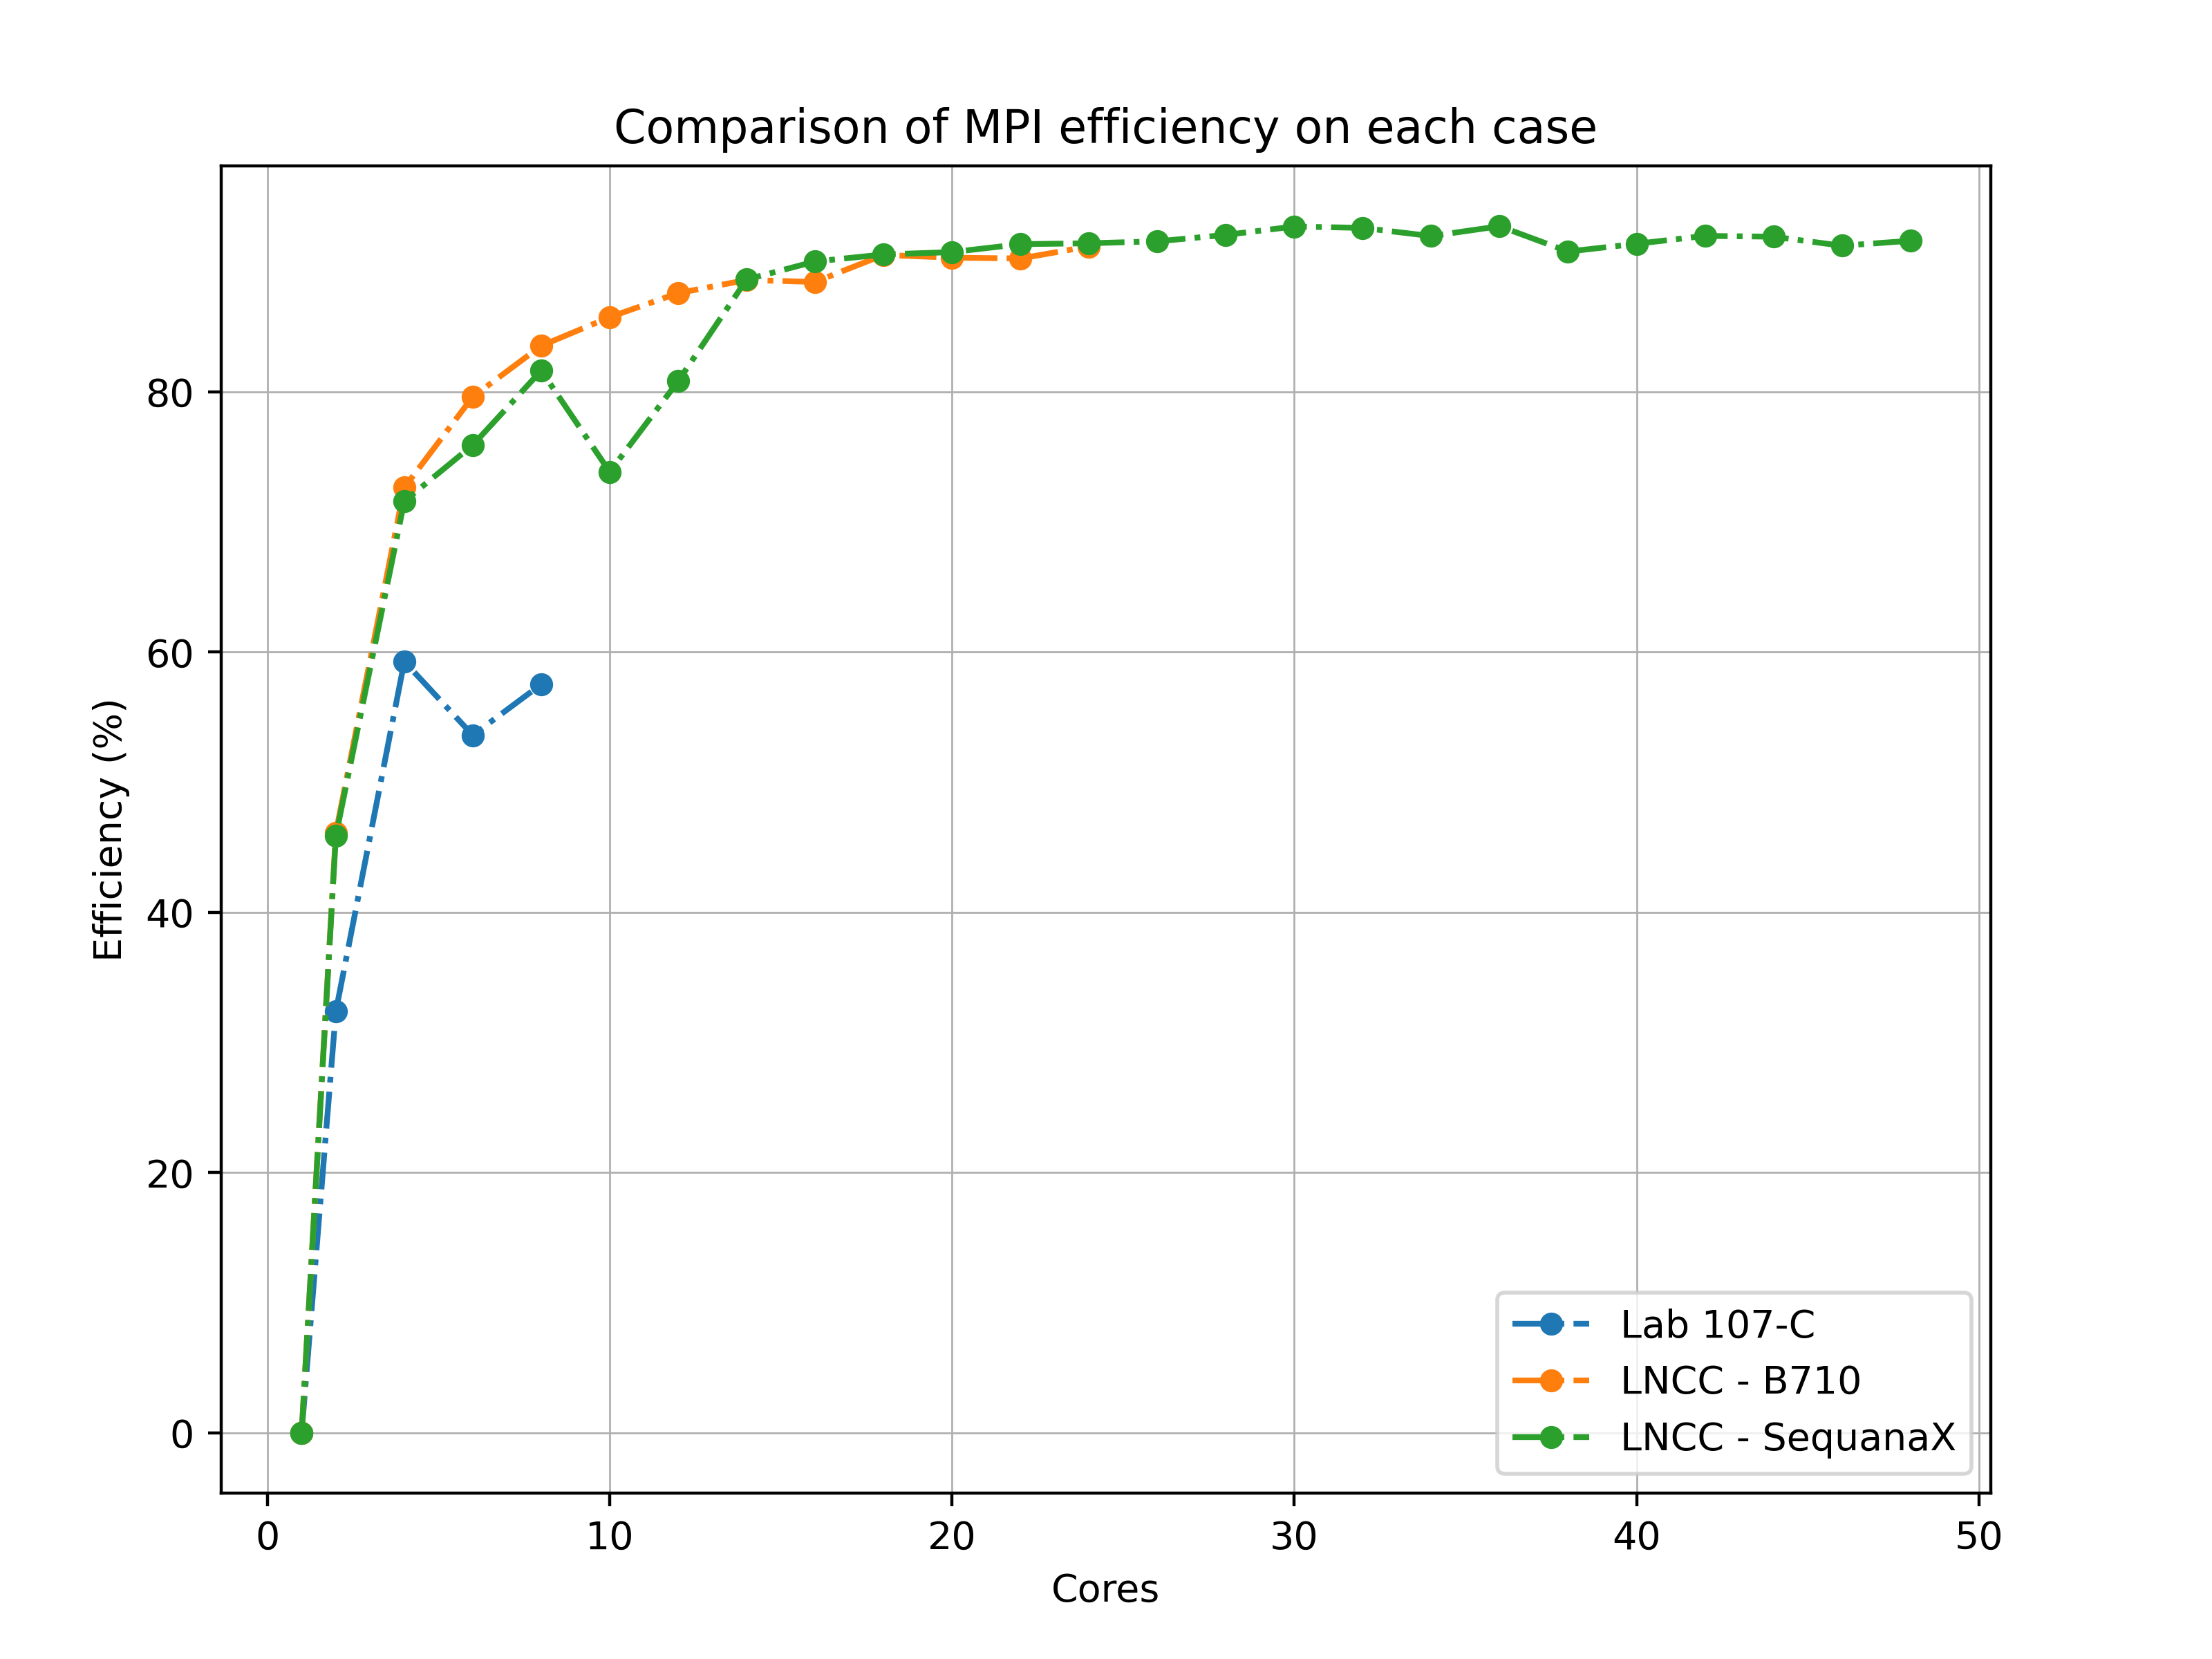 Comparison of MPI efficiency on each case
Efficiency (%)
80
60
40
20
0
0 10 20 30 40 50
Cores
Lab 107-C
LNCC - B710
LNCC - SequanaX